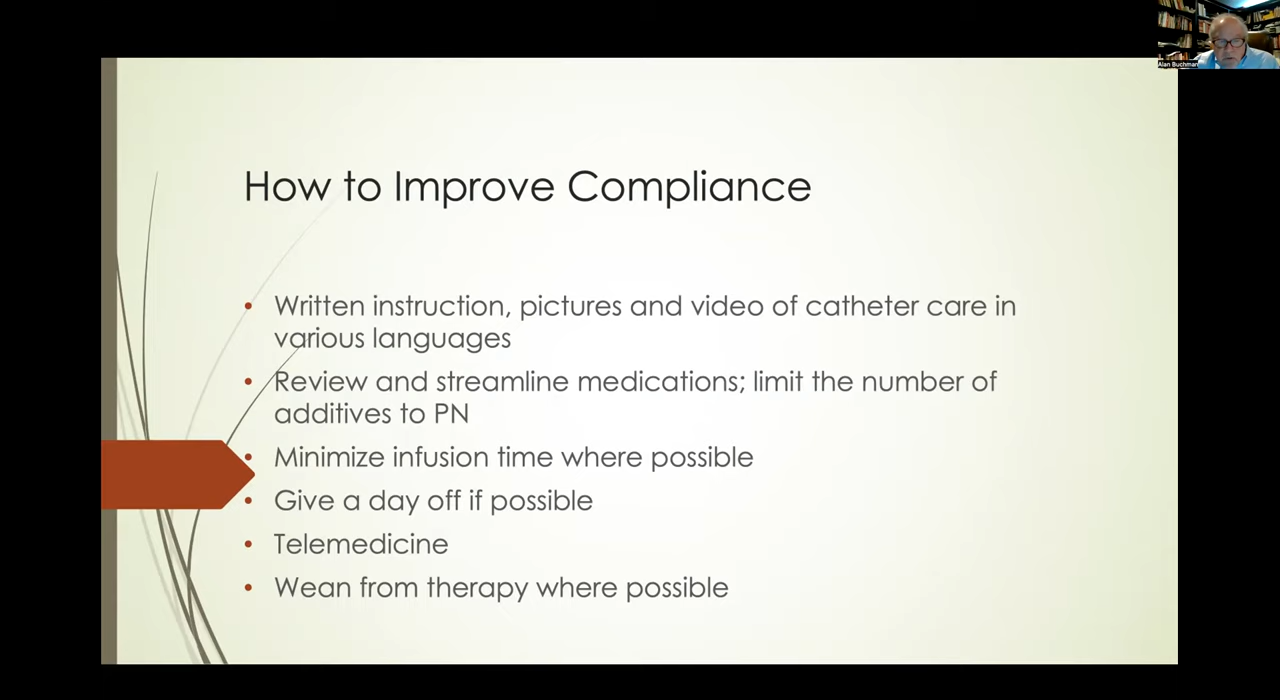 Alan Buchman
How to Improve Compliance
• Written instruction, pictures and video of catheter care in
various languages
• Review and streamline medications; limit the number of
additives to PN
• Minimize infusion time where possible
• Give a day off if possible
• Telemedicine
• Wean from therapy where possible